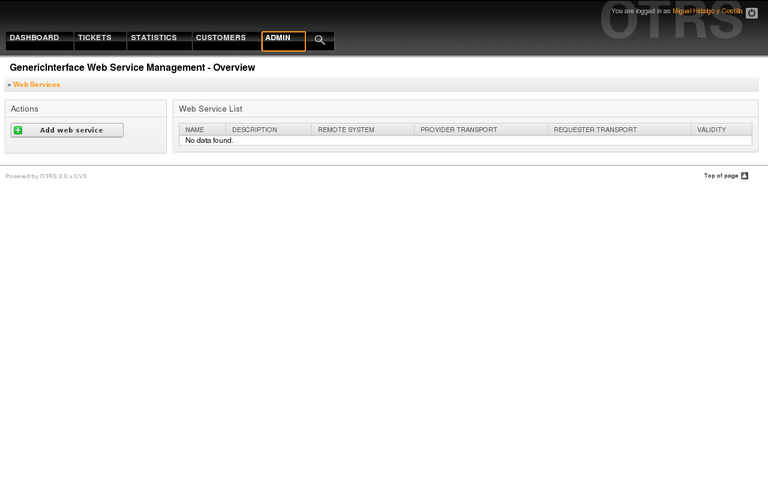 OTRS
You are logged in as Miguel Hidalgo y Costilla
DASHBOARD TICKETS STATISTICS CUSTOMERS ADMIN
GenericInterface Web Service Management - Overview
» Web Services
Actions
Add web service
Web Service List
NAME DESCRIPTION REMOTE SYSTEM PROVIDER TRANSPORT REQUESTER TRANSPORT VALIDITY
No data found.
Powered by OTRS 3.0.x CVS
Top of page